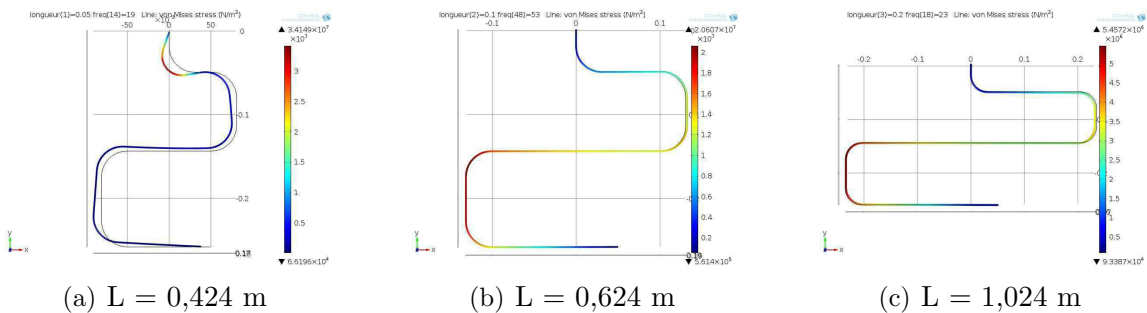 longueur(1)=0.05 freq(14)=19 Line: von Mises stress (N/m²)
×10⁻³
-50 0 50
0
0.1
-0.2
▲ 3.4149×10⁷
×10⁷
3
2.5
2
1.5
1
0.5
▼ 6.6196×10⁴
y
x
(a) L = 0,424 m
longueur(2)=0.1 freq(48)=53 Line: von Mises stress (N/m²)
-0.1 0 0.1
0
▲ 2.0607×10⁷
×10⁷
2
1.8
1.6
1.4
1.2
1
0.8
0.6
0.4
0.2
▼ 5.614×10⁵
y
x
(b) L = 0,624 m
longueur(3)=0.2 freq(18)=23 Line: von Mises stress (N/m²)
-0.2 -0.1 0 0.1 0.2
0
▲ 5.4572×10⁶
×10⁶
5
4.5
4
3.5
3
2.5
2
1.5
1
0.5
▼ 9.3387×10⁴
y
x
(c) L = 1,024 m